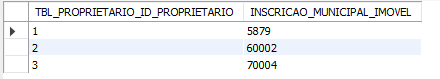 TBL_PROPRIETARIO_ID_PROPRIETARIO INSCRICAO_MUNICIPAL_IMOVEL
1 5879
2 60002
3 70004